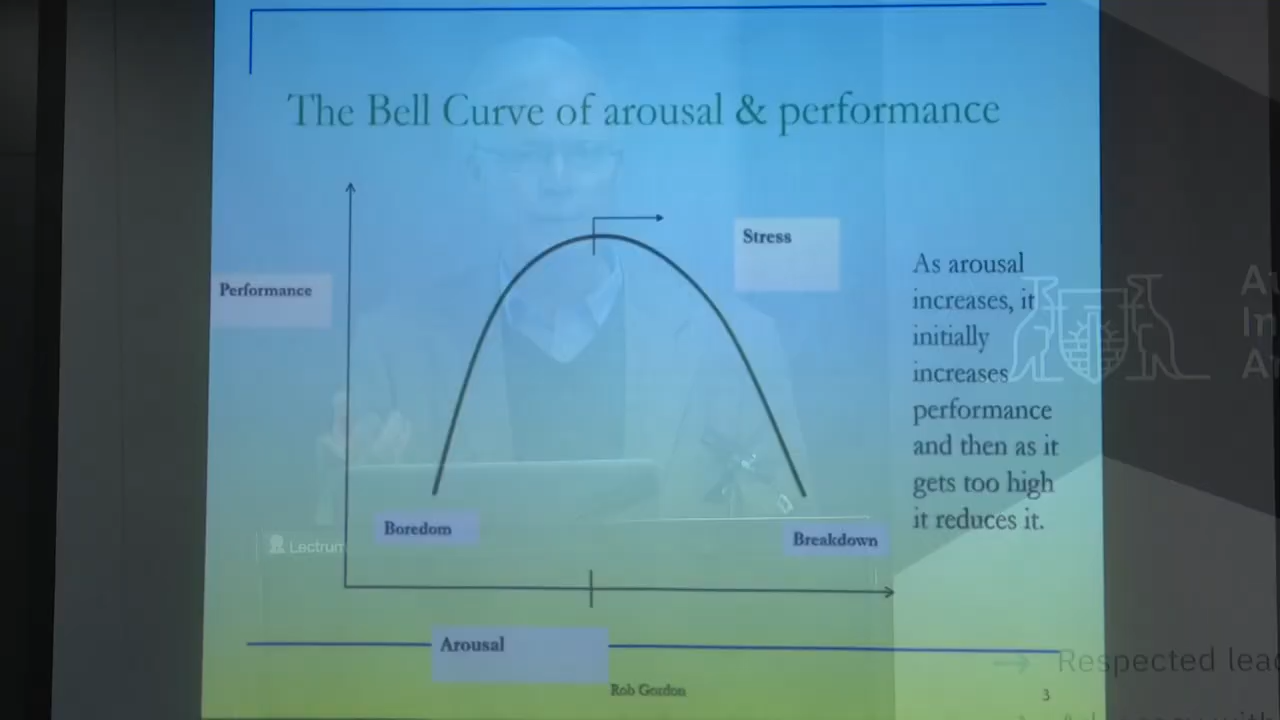 The Bell Curve of arousal & performance
Stress
Performance
As arousal
increases, it
initially
increases
performance
and then as it
gets too high
it reduces it.
Boredom
Breakdown
Lectrum
Arousal
Rob Gordon
3
Respected